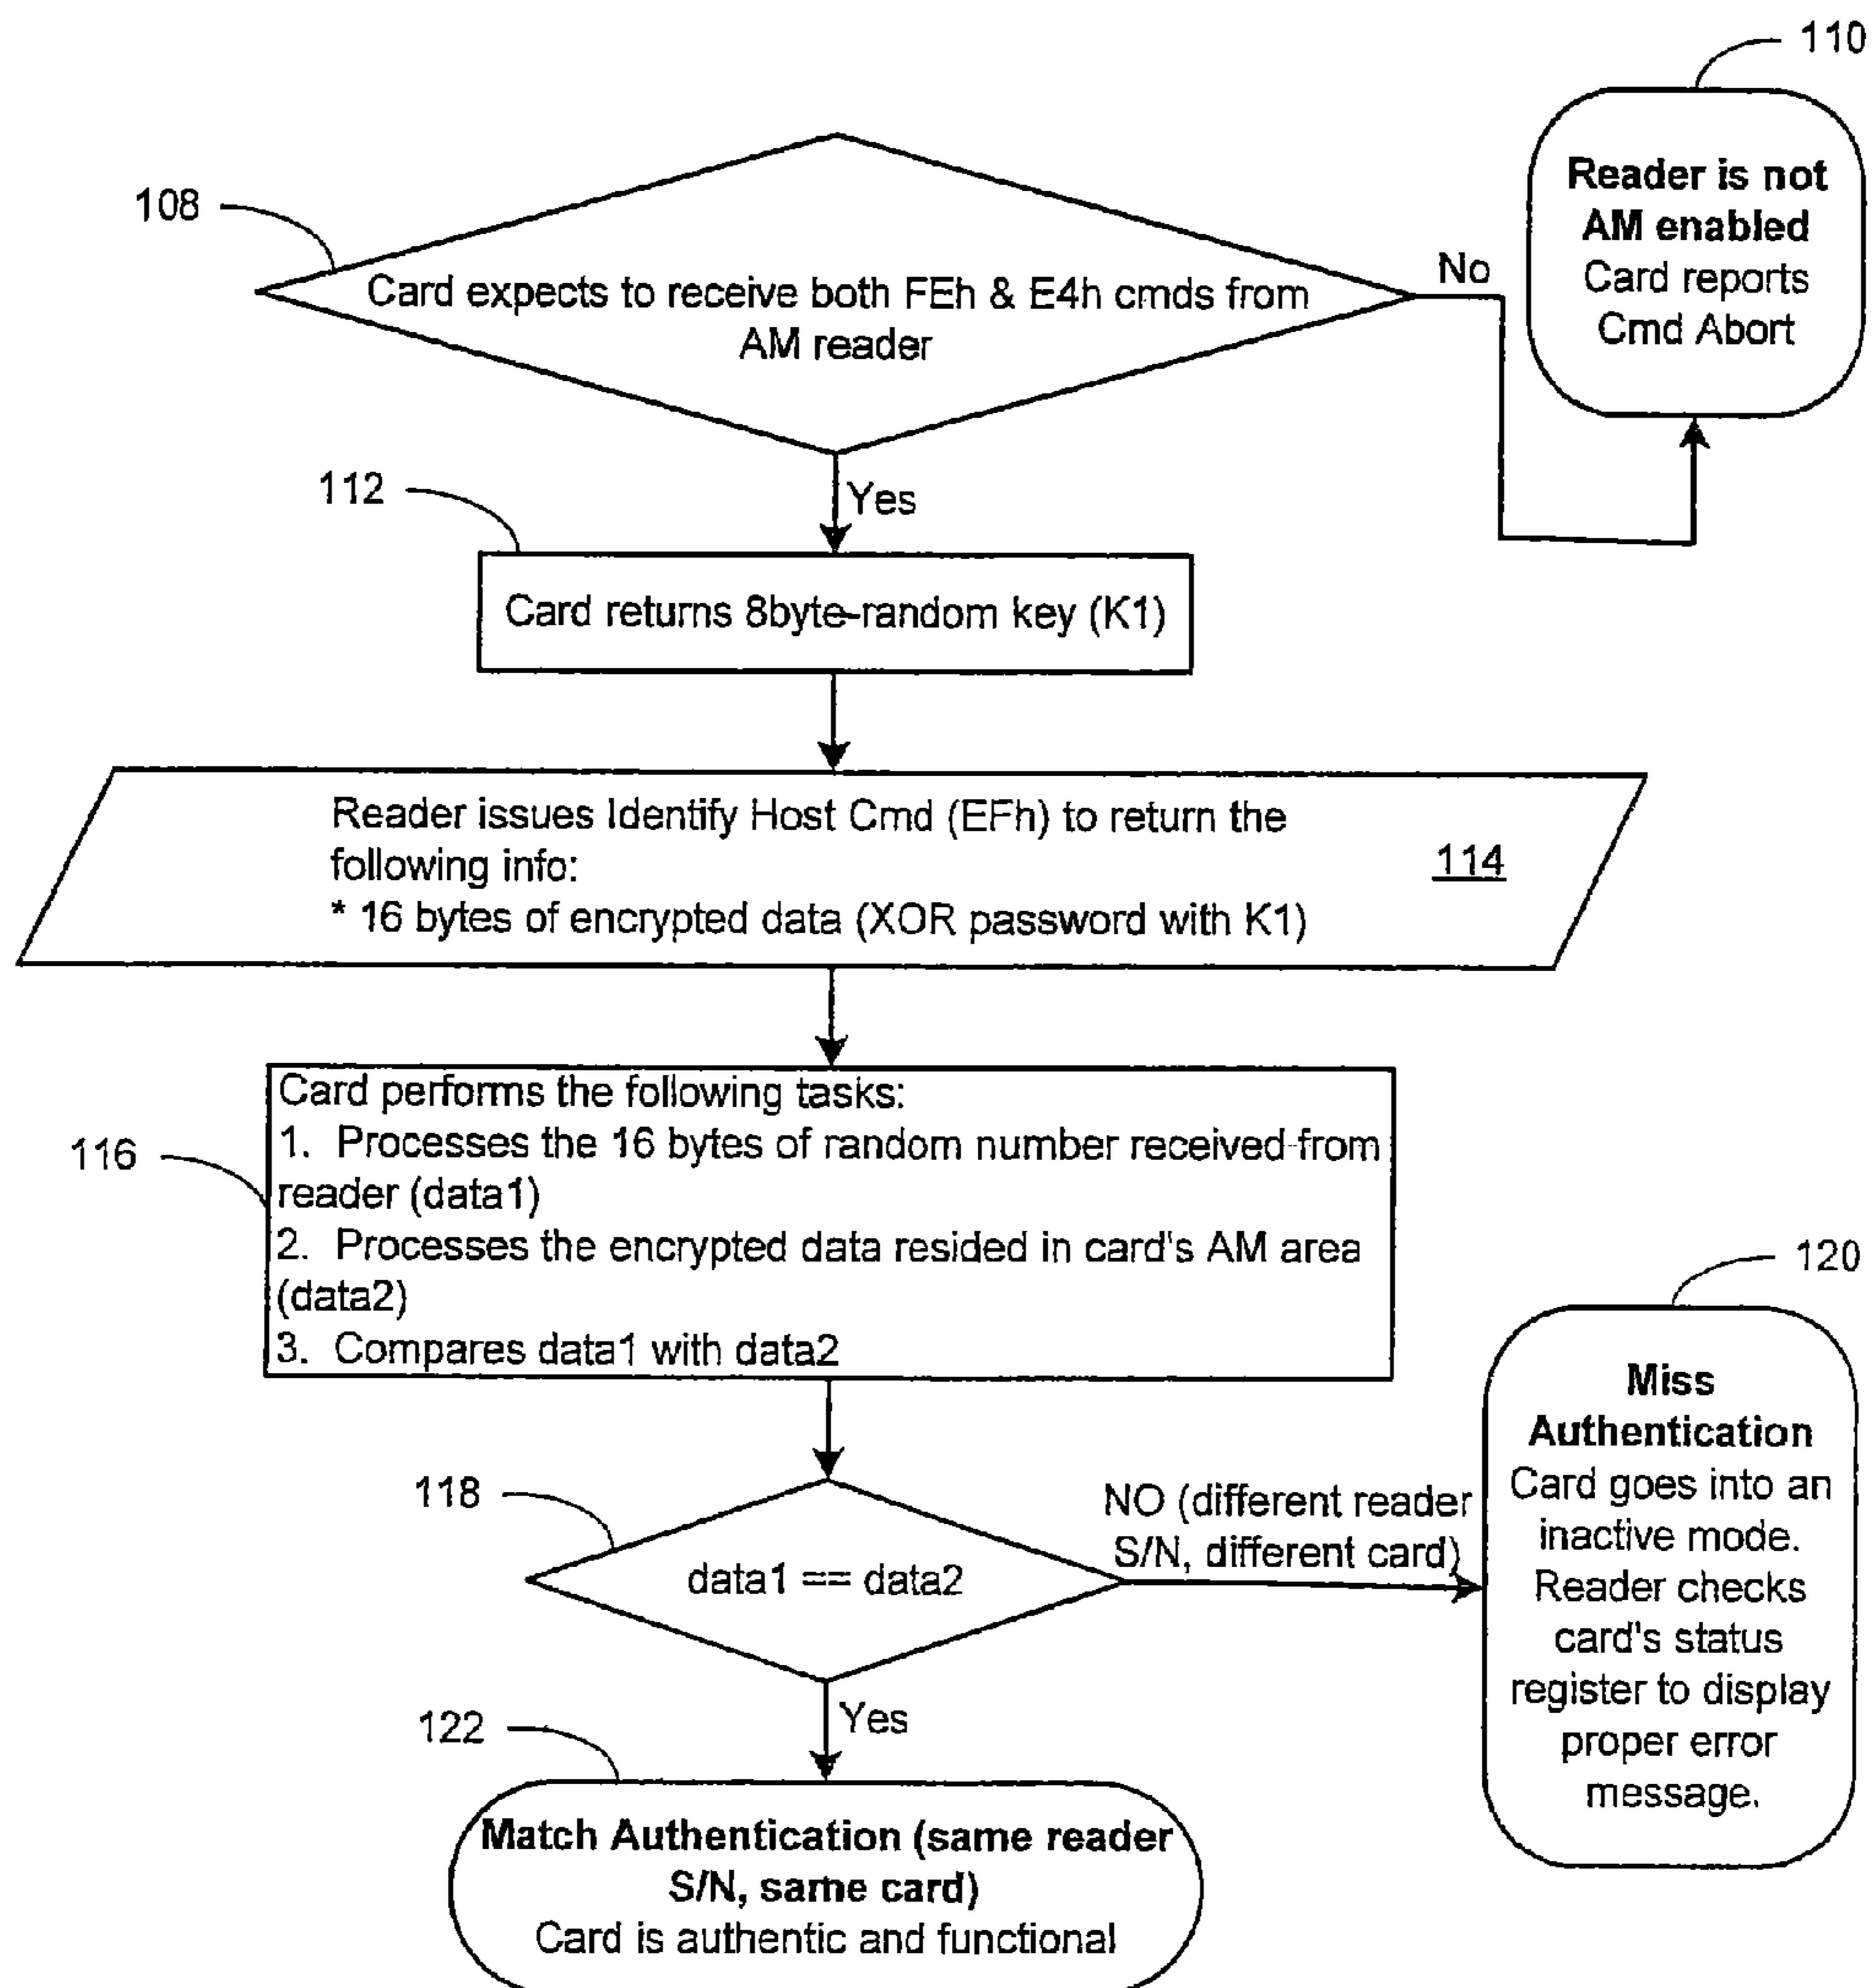 110
Reader is not
AM enabled
Card reports
Cmd Abort
108
Card expects to receive both FEh & E4h cmds from
AM reader
No
Yes
112
Card returns 8byte-random key (K1)
Reader issues Identify Host Cmd (EFh) to return the
following info:
* 16 bytes of encrypted data (XOR password with K1)
114
116
Card performs the following tasks:
1. Processes the 16 bytes of random number received from
reader (data1)
2. Processes the encrypted data resided in card's AM area
(data2)
3. Compares data1 with data2
118
data1 == data2
NO (different reader
S/N, different card)
120
Miss
Authentication
Card goes into an
inactive mode.
Reader checks
card's status
register to display
proper error
message.
Yes
122
Match Authentication (same reader
S/N, same card)
Card is authentic and functional